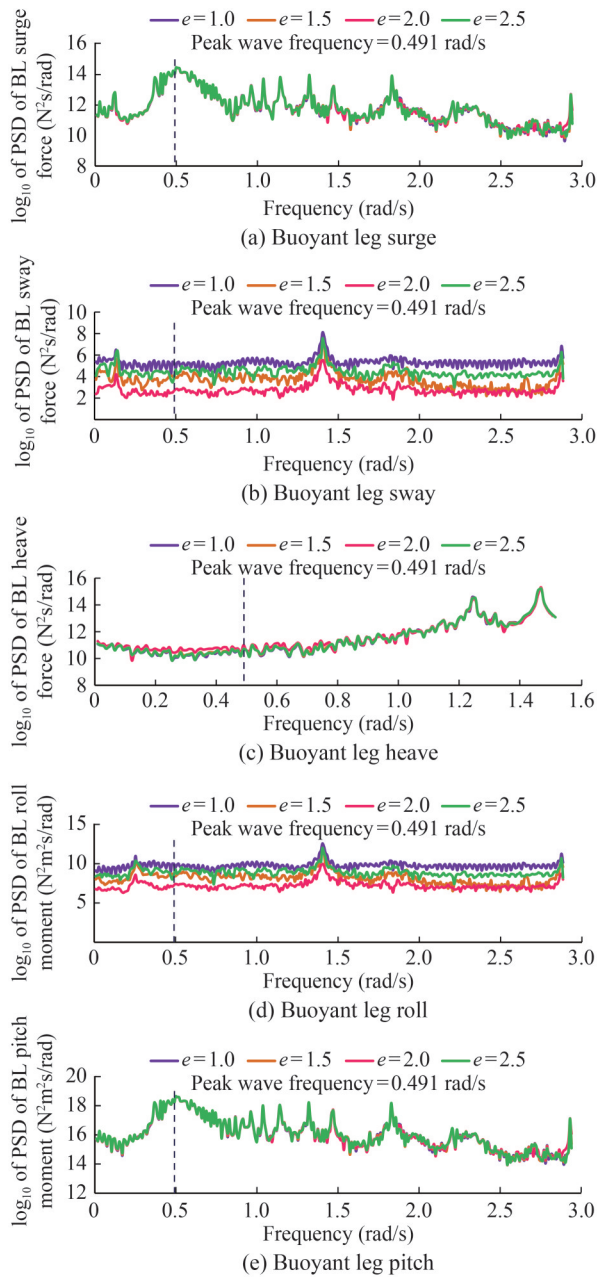 e=1.0 e=1.5 e=2.0 e=2.5
Peak wave frequency=0.491 rad/s
log₁₀ of PSD of BL surge
force (N²s/rad)
18
16
14
12
10
8
0 0.5 1.0 1.5 2.0 2.5 3.0
Frequency (rad/s)
(a) Buoyant leg surge
e=1.0 e=1.5 e=2.0 e=2.5
Peak wave frequency=0.491 rad/s
log₁₀ of PSD of BL sway
force (N²s/rad)
10
8
6
4
2
0 0.5 1.0 1.5 2.0 2.5 3.0
Frequency (rad/s)
(b) Buoyant leg sway
e=1.0 e=1.5 e=2.0 e=2.5
Peak wave frequency=0.491 rad/s
log₁₀ of PSD of BL heave
force (N²s/rad)
16
14
12
10
8
0 0.2 0.4 0.6 0.8 1.0 1.2 1.4 1.6
Frequency (rad/s)
(c) Buoyant leg heave
e=1.0 e=1.5 e=2.0 e=2.5
Peak wave frequency=0.491 rad/s
log₁₀ of PSD of BL roll
moment (N²m²s/rad)
15
10
5
0 0.5 1.0 1.5 2.0 2.5 3.0
Frequency (rad/s)
(d) Buoyant leg roll
e=1.0 e=1.5 e=2.0 e=2.5
Peak wave frequency=0.491 rad/s
log₁₀ of PSD of BL pitch
moment (N²m²s/rad)
20
18
16
14
12
0 0.5 1.0 1.5 2.0 2.5 3.0
Frequency (rad/s)
(e) Buoyant leg pitch